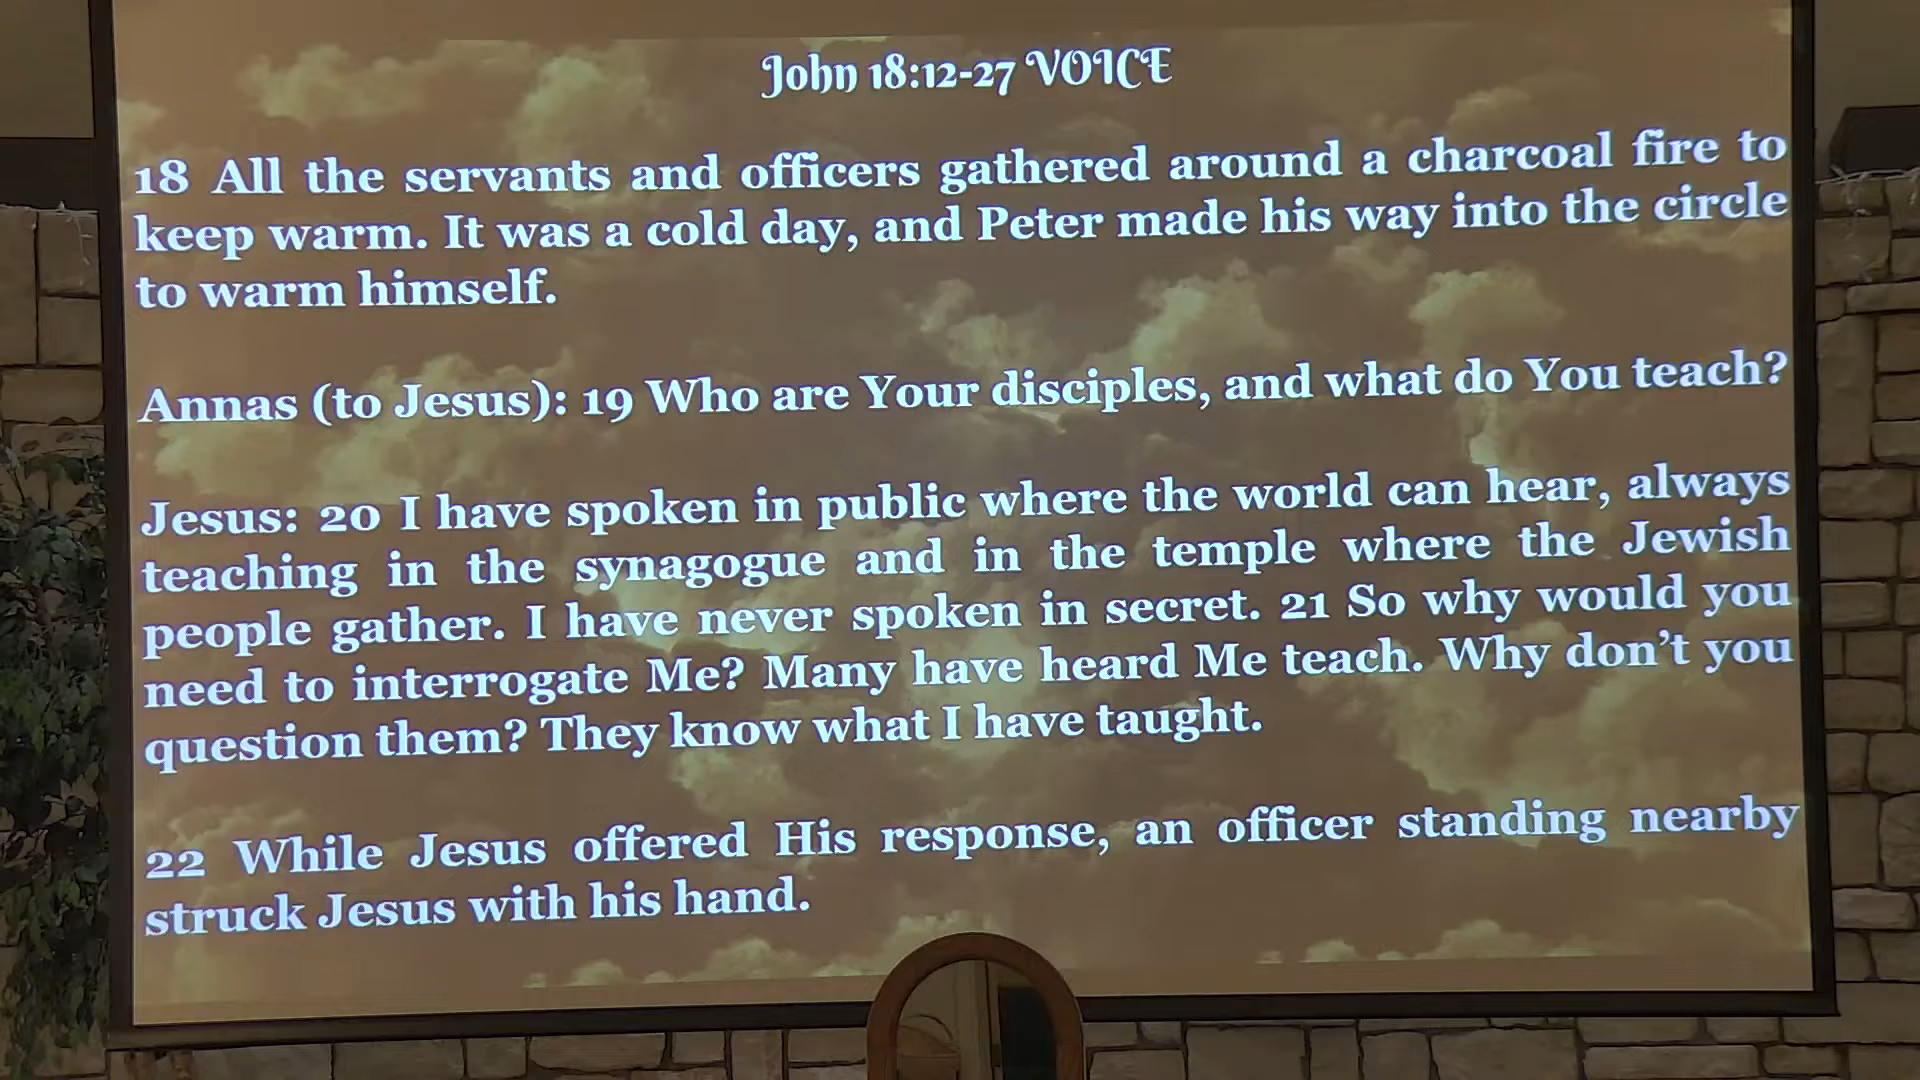 John 18:12-27 VOICE
18 All the servants and officers gathered around a charcoal fire to
keep warm. It was a cold day, and Peter made his way into the circle
to warm himself.
Annas (to Jesus): 19 Who are Your disciples, and what do You teach?
Jesus: 20 I have spoken in public where the world can hear, always
teaching in the synagogue and in the temple where the Jewish
people gather. I have never spoken in secret. 21 So why would you
need to interrogate Me? Many have heard Me teach. Why don’t you
question them? They know what I have taught.
22 While Jesus offered His response, an officer standing nearby
struck Jesus with his hand.